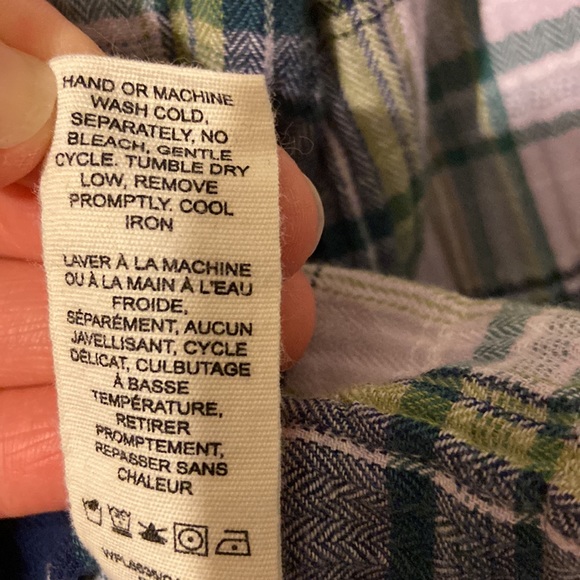 HAND OR MACHINE
WASH COLD,
SEPARATELY, NO
BLEACH, GENTLE
CYCLE. TUMBLE DRY
LOW, REMOVE
PROMPTLY. COOL
IRON
LAVER À LA MACHINE
OU À LA MAIN À L'EAU
FROIDE,
SÉPARÉMENT, AUCUN
JAVELLISANT, CYCLE
DÉLICAT, CULBUTAGE
À BASSE
TEMPÉRATURE,
RETIRER
PROMPTEMENT,
REPASSER SANS
CHALEUR